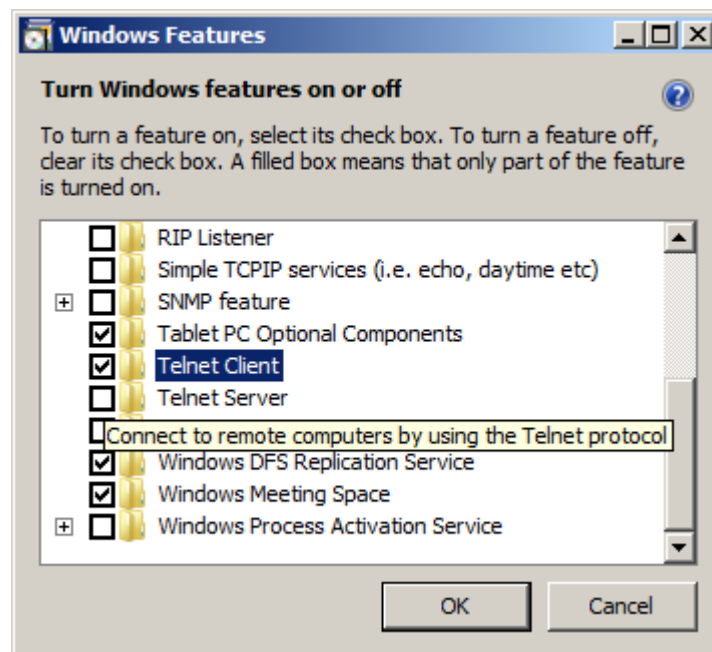 Windows Features
Turn Windows features on or off
To turn a feature on, select its check box. To turn a feature off,
clear its check box. A filled box means that only part of the feature
is turned on.
RIP Listener
Simple TCPIP services (i.e. echo, daytime etc)
SNMP feature
Tablet PC Optional Components
Telnet Client
Telnet Server
Connect to remote computers by using the Telnet protocol
Windows DFS Replication Service
Windows Meeting Space
Windows Process Activation Service
OK
Cancel